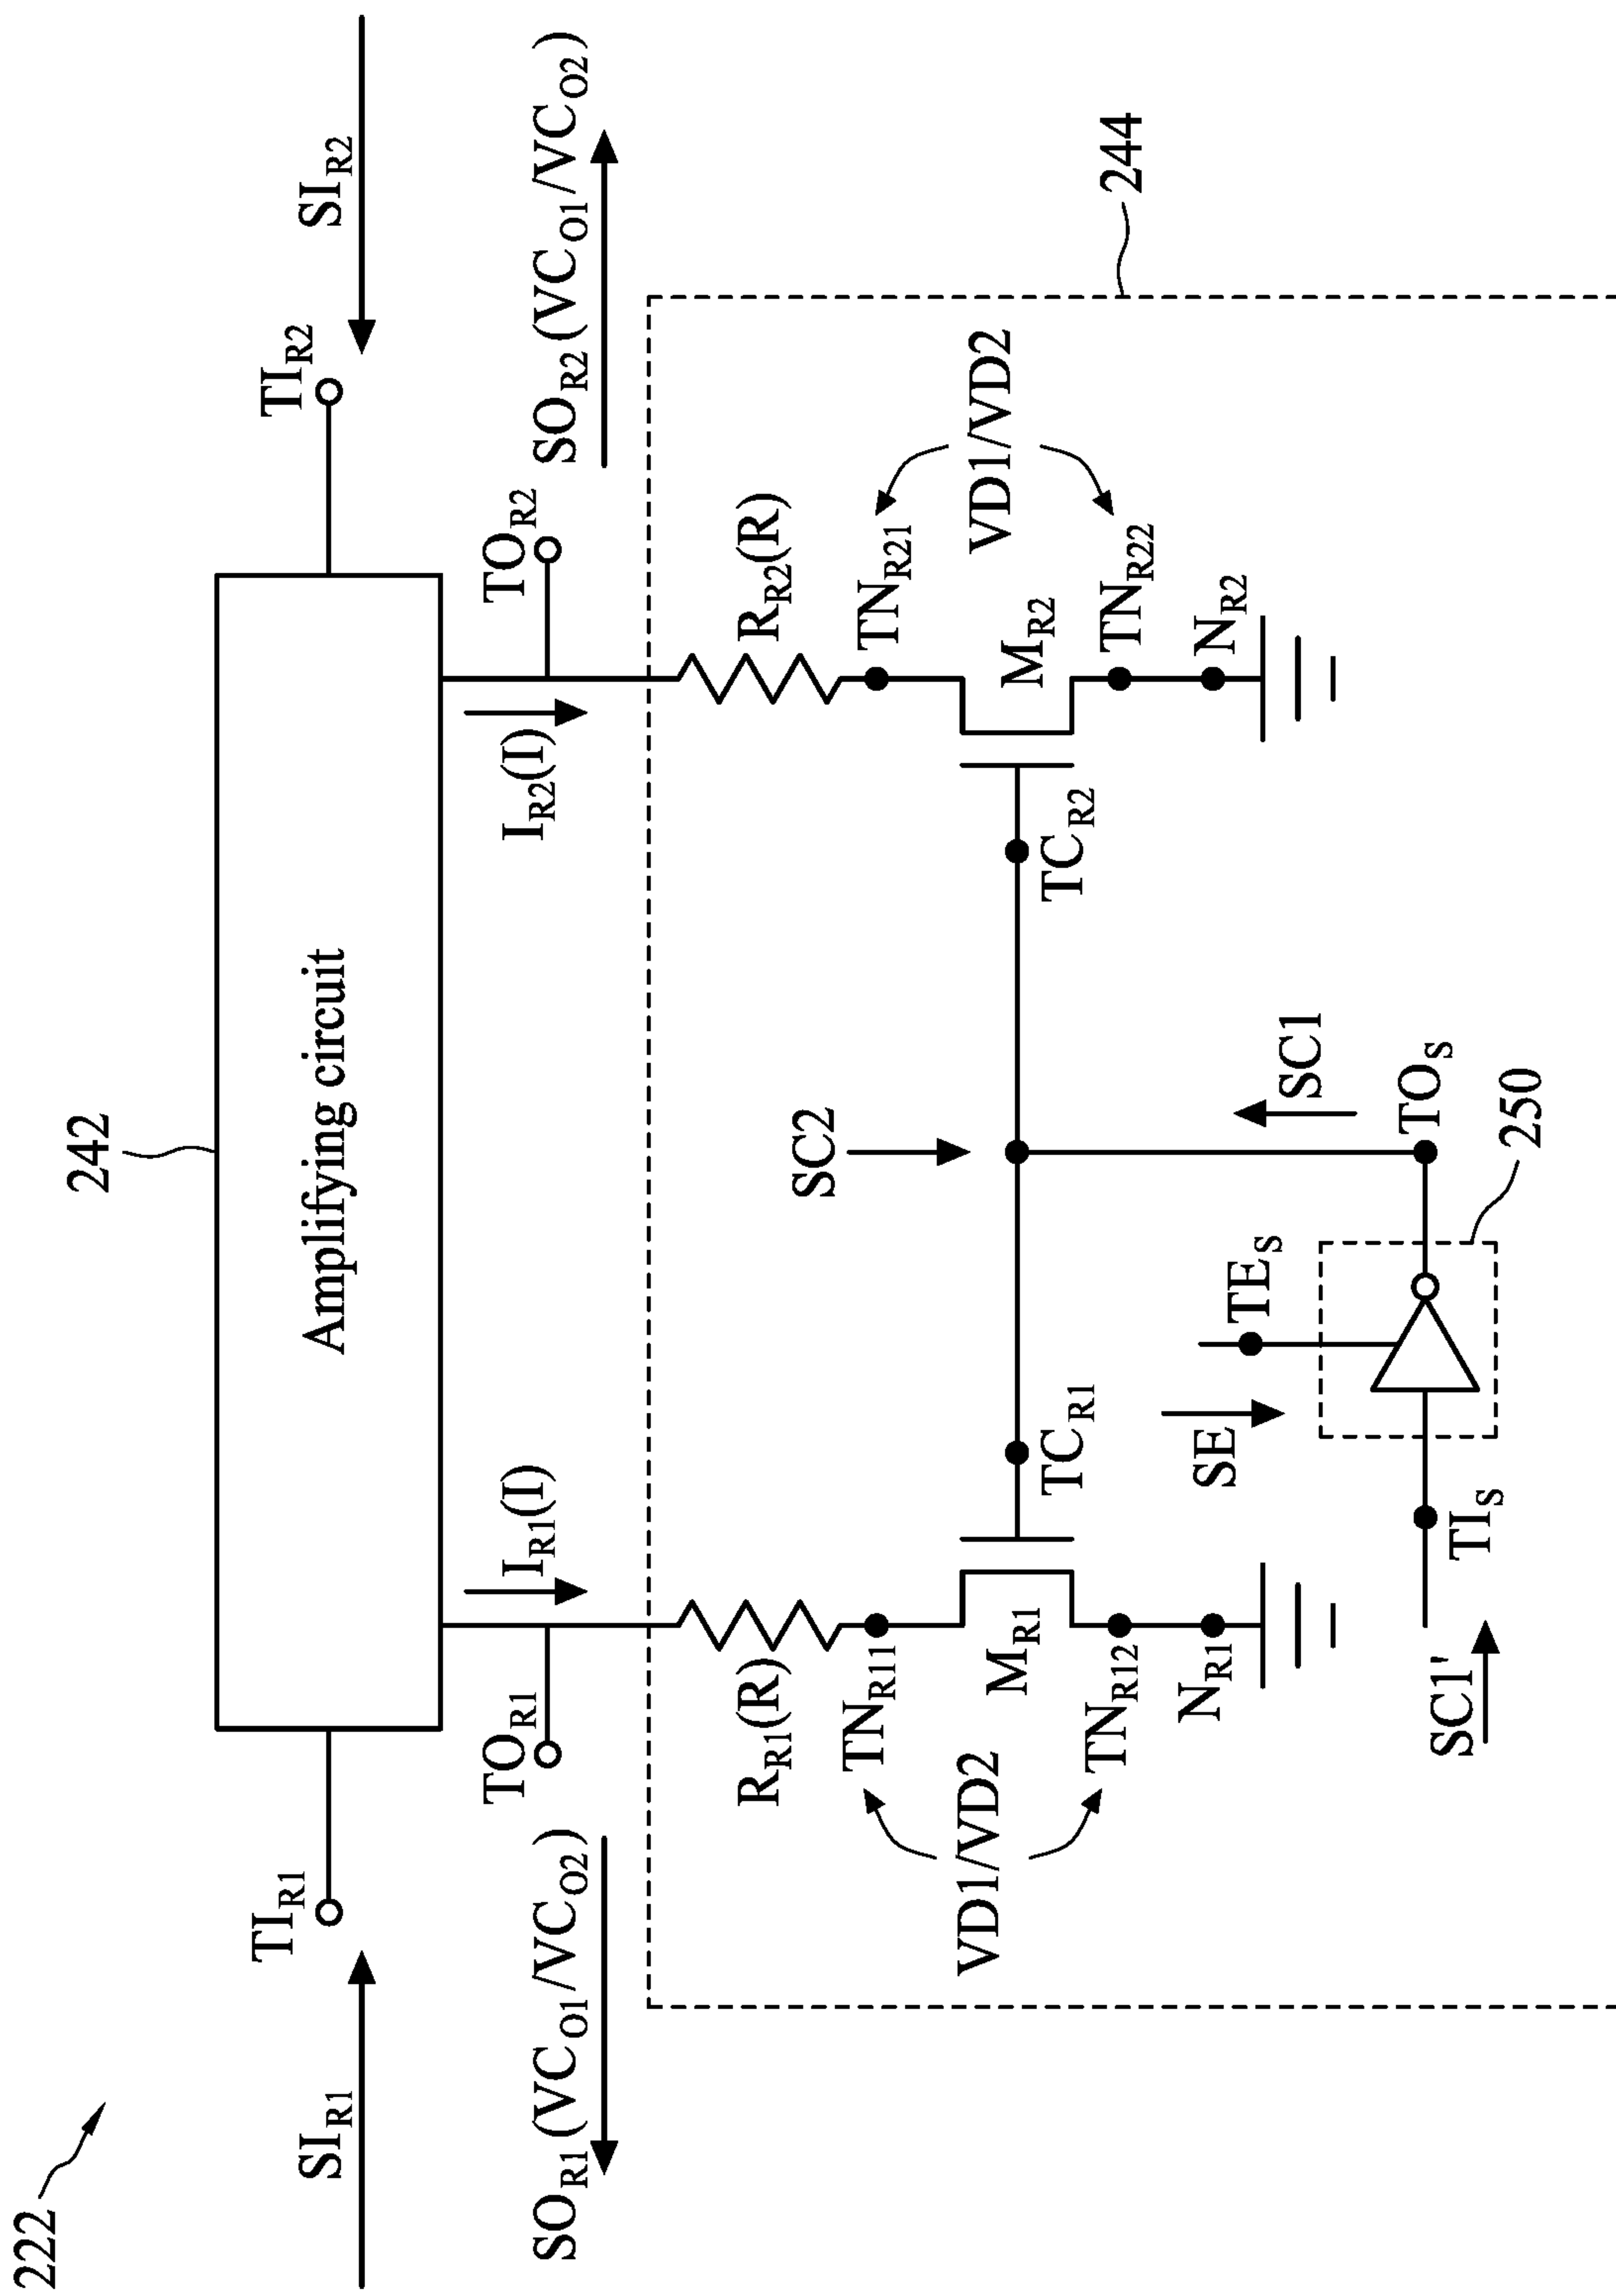 222
242
SI_R1
TI_R1
Amplifying circuit
TI_R2
SI_R2
SO_R1 (VC_O1/VC_O2)
TO_R1
I_R1(I)
I_R2(I)
TO_R2
SO_R2 (VC_O1/VC_O2)
244
R_R1(R)
R_R2(R)
VD1/VD2
TN_R11
M_R1
TN_R12
N_R1
TC_R1
SC2
TC_R2
TN_R21
M_R2
TN_R22
N_R2
VD1/VD2
SE
TE_S
SC1
SC1'
TI_S
TO_S
250